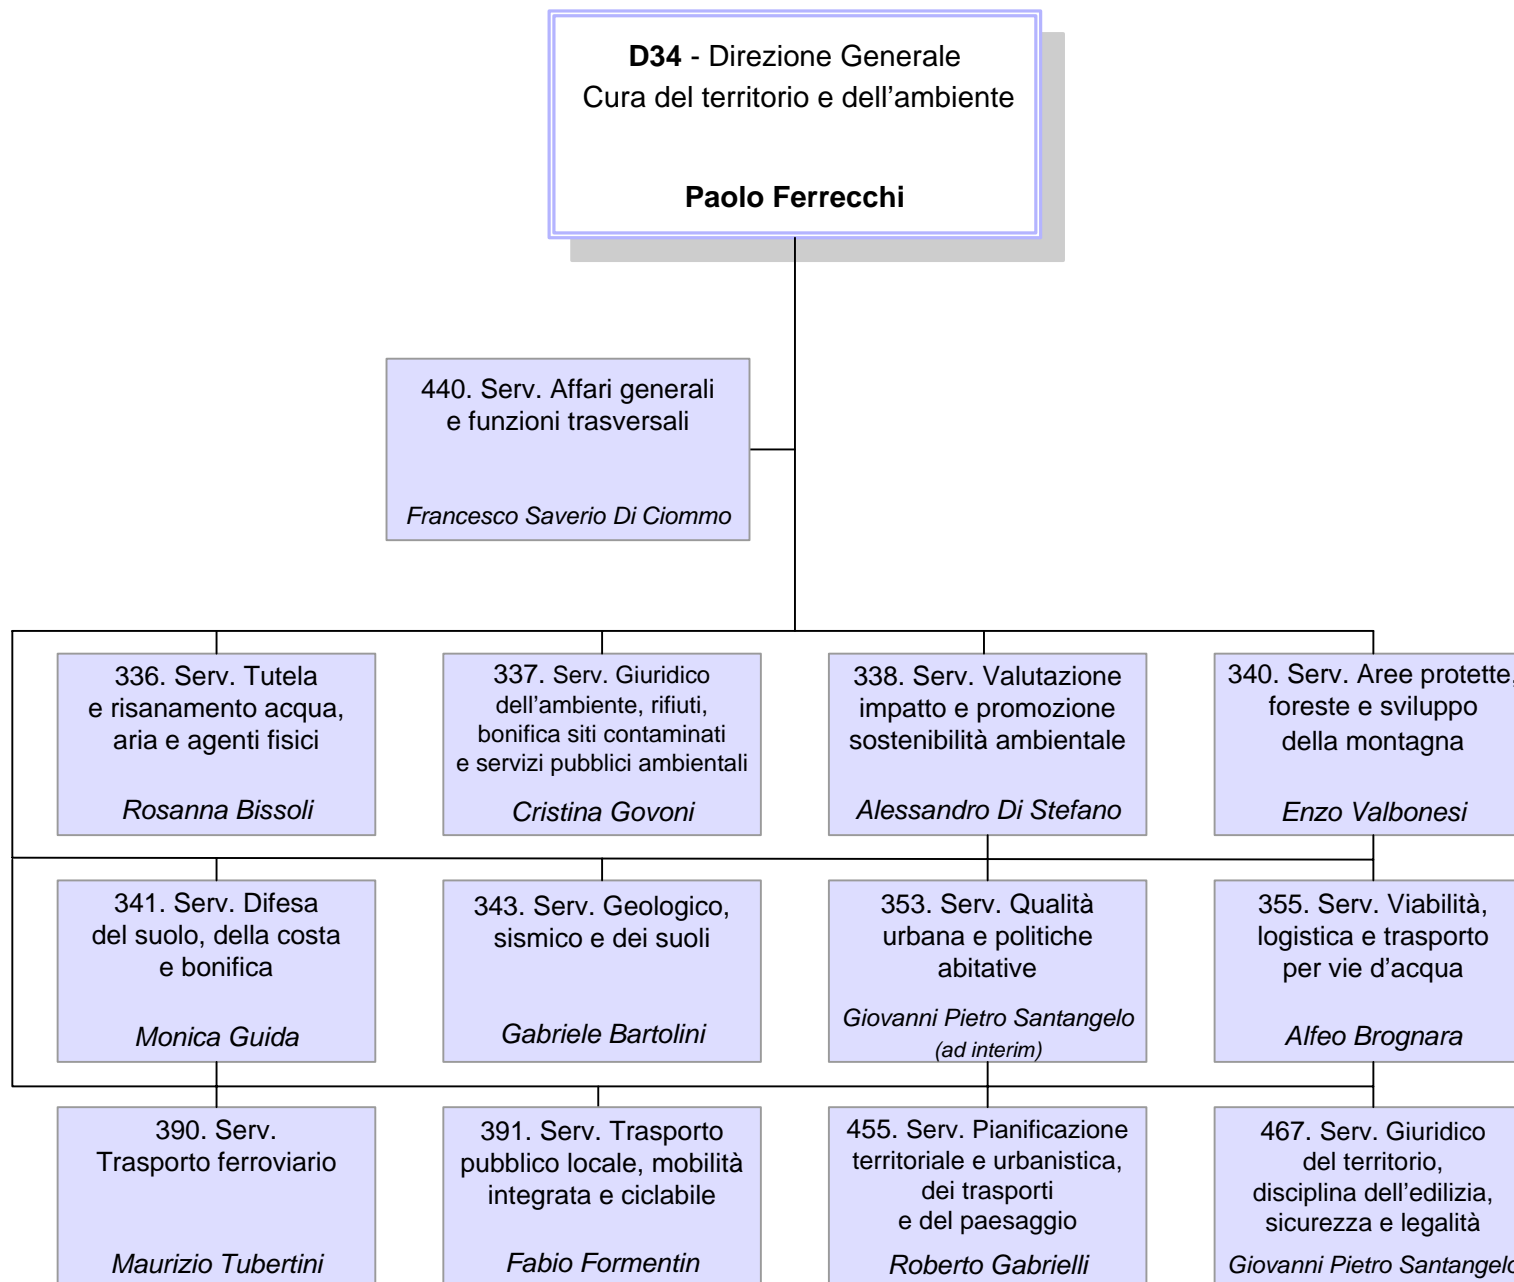 D34 - Direzione Generale
Cura del territorio e dell’ambiente
Paolo Ferrecchi
440. Serv. Affari generali
e funzioni trasversali
Francesco Saverio Di Ciommo
336. Serv. Tutela
e risanamento acqua,
aria e agenti fisici
Rosanna Bissoli
337. Serv. Giuridico
dell’ambiente, rifiuti,
bonifica siti contaminati
e servizi pubblici ambientali
Cristina Govoni
338. Serv. Valutazione
impatto e promozione
sostenibilità ambientale
Alessandro Di Stefano
340. Serv. Aree protette,
foreste e sviluppo
della montagna
Enzo Valbonesi
341. Serv. Difesa
del suolo, della costa
e bonifica
Monica Guida
343. Serv. Geologico,
sismico e dei suoli
Gabriele Bartolini
353. Serv. Qualità
urbana e politiche
abitative
Giovanni Pietro Santangelo
(ad interim)
355. Serv. Viabilità,
logistica e trasporto
per vie d’acqua
Alfeo Brognara
390. Serv.
Trasporto ferroviario
Maurizio Tubertini
391. Serv. Trasporto
pubblico locale, mobilità
integrata e ciclabile
Fabio Formentin
455. Serv. Pianificazione
territoriale e urbanistica,
dei trasporti
e del paesaggio
Roberto Gabrielli
467. Serv. Giuridico
del territorio,
disciplina dell’edilizia,
sicurezza e legalità
Giovanni Pietro Santangelo